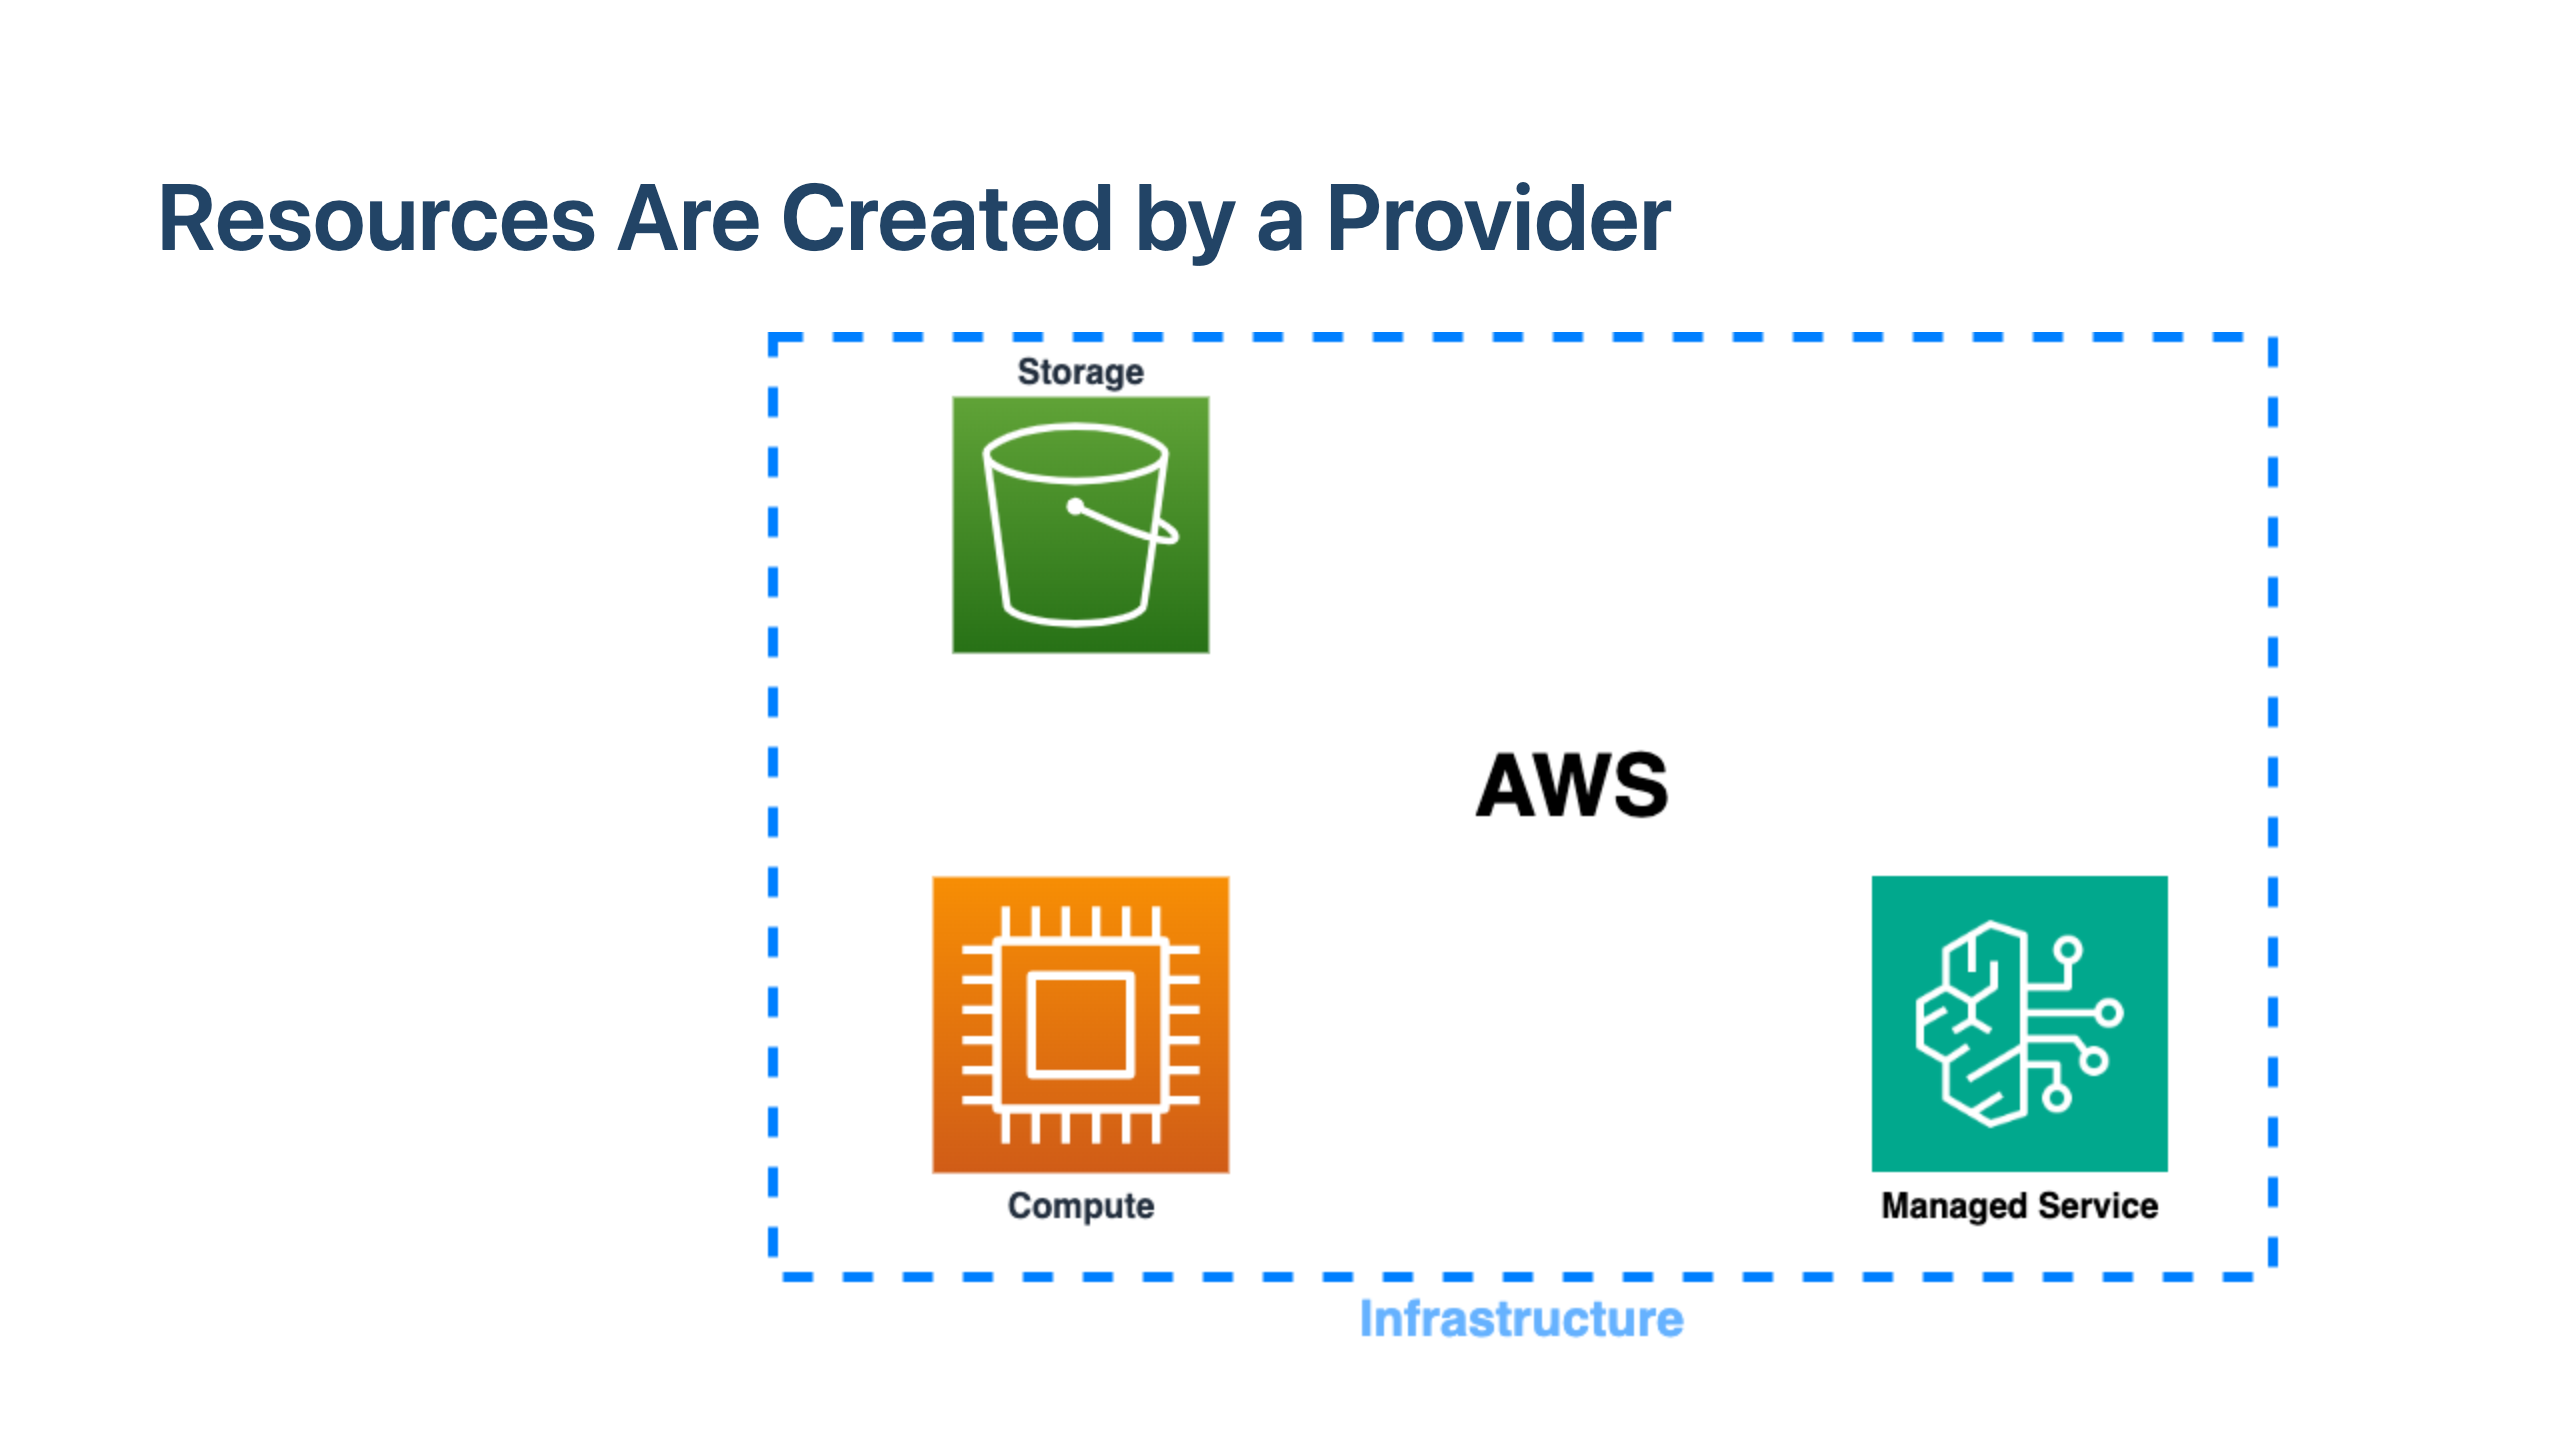 Resources Are Created by a Provider
Storage
AWS
Compute
Managed Service
Infrastructure